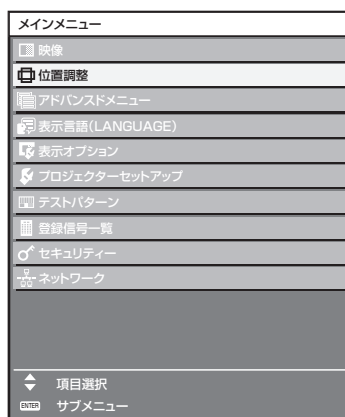 メインメニュー
映像
位置調整
アドバンスドメニュー
表示言語(LANGUAGE)
表示オプション
プロジェクターセットアップ
テストパターン
登録信号一覧
セキュリティー
ネットワーク
項目選択
ENTER サブメニュー